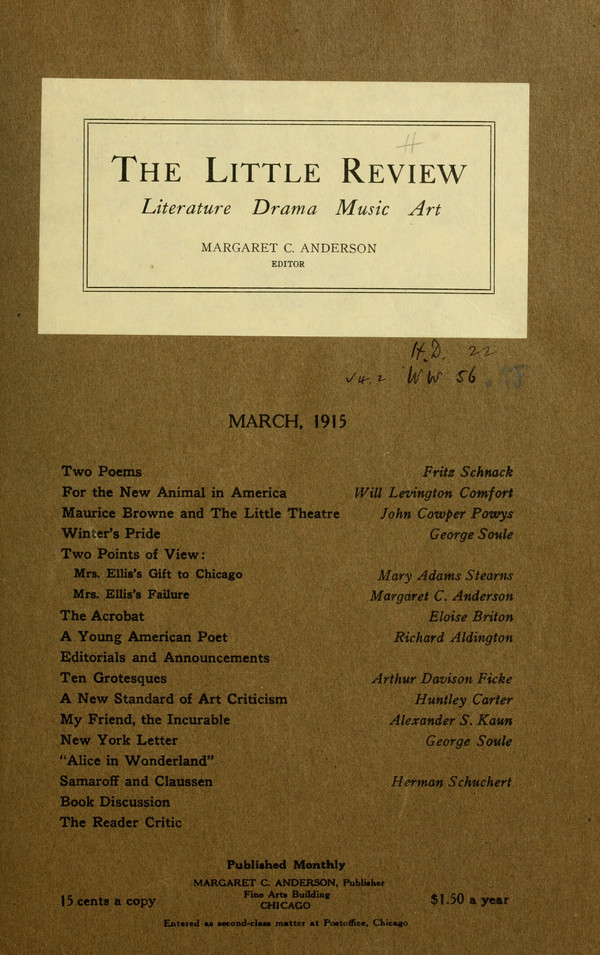 #
THE LITTLE REVIEW
Literature Drama Music Art
MARGARET C. ANDERSON
EDITOR
H.D. 22
WW 56
MARCH, 1915
Two Poems Fritz Schnack
For the New Animal in America Will Levington Comfort
Maurice Browne and The Little Theatre John Cowper Powys
Winter's Pride George Soule
Two Points of View:
Mrs. Ellis's Gift to Chicago Mary Adams Stearns
Mrs. Ellis's Failure Margaret C. Anderson
The Acrobat Eloise Briton
A Young American Poet Richard Aldington
Editorials and Announcements
Ten Grotesques Arthur Davison Ficke
A New Standard of Art Criticism Huntley Carter
My Friend, the Incurable Alexander S. Kaun
New York Letter George Soule
"Alice in Wonderland"
Samaroff and Claussen Herman Schuchert
Book Discussion
The Reader Critic
Published Monthly
MARGARET C. ANDERSON, Publisher
Fine Arts Building
CHICAGO
15 cents a copy $1.50 a year
Entered as second-class matter at Postoffice, Chicago